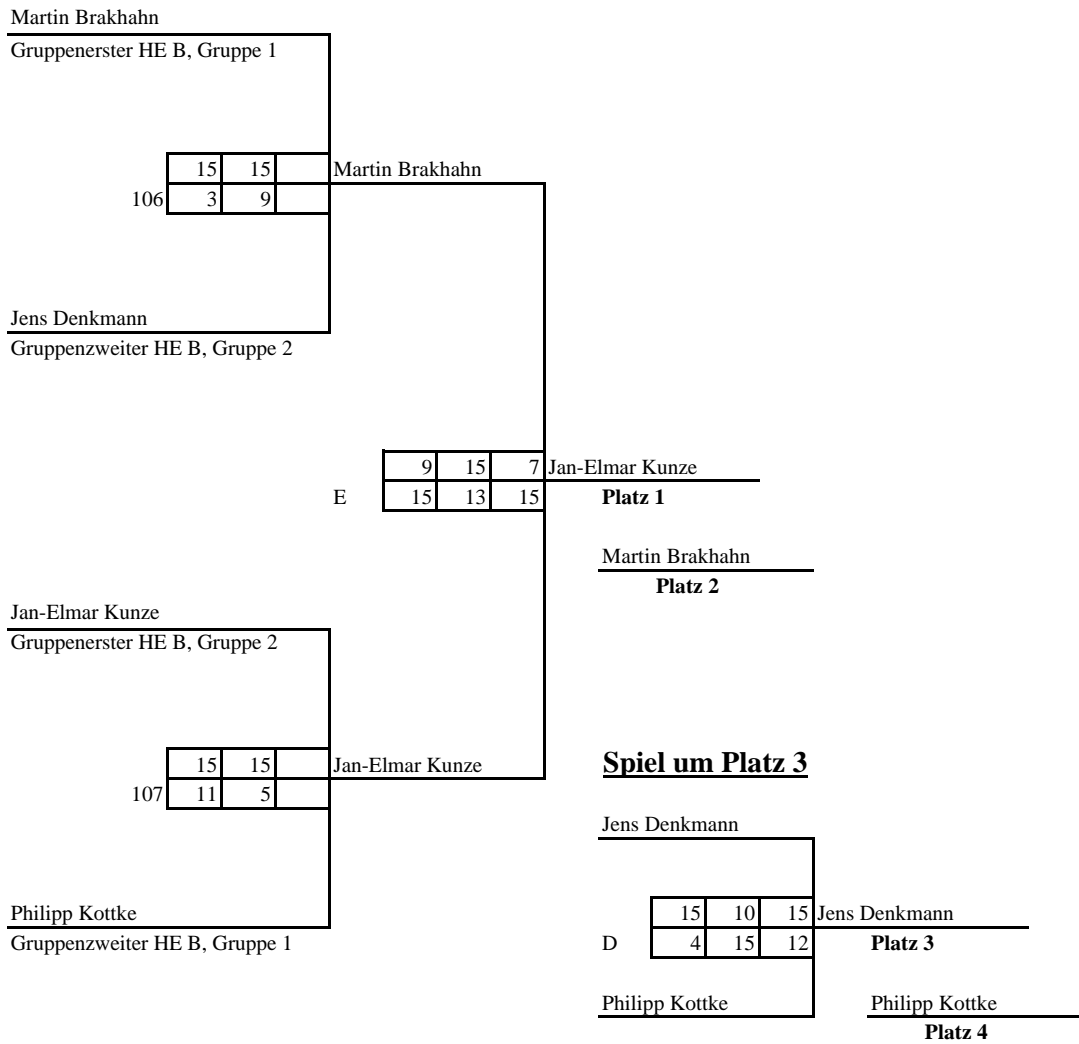 Martin Brakhahn
Gruppenerster HE B, Gruppe 1
15 15 Martin Brakhahn
106 3 9
Jens Denkmann
Gruppenzweiter HE B, Gruppe 2
9 15 7 Jan-Elmar Kunze
E 15 13 15 Platz 1
Martin Brakhahn
Platz 2
Jan-Elmar Kunze
Gruppenerster HE B, Gruppe 2
15 15 Jan-Elmar Kunze
107 11 5
Philipp Kottke
Gruppenzweiter HE B, Gruppe 1
Spiel um Platz 3
Jens Denkmann
15 10 15 Jens Denkmann
D 4 15 12 Platz 3
Philipp Kottke
Philipp Kottke
Platz 4